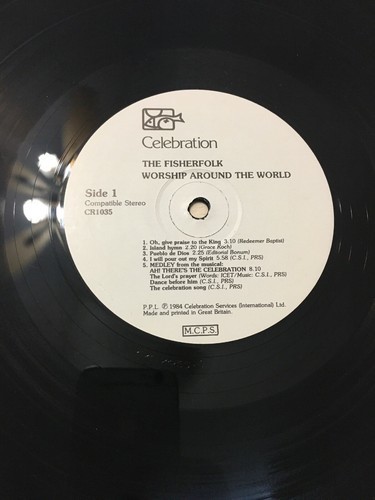 Celebration
THE FISHERFOLK
WORSHIP AROUND THE WORLD
Side 1
Compatible Stereo
CR1035
1. Oh, give praise to the King 3.10 (Redeemer Baptist)
2. Island hymn 2.20 (Grace Koch)
3. Pueblo de Dios 2.25 (Editorial Bonum)
4. I will pour out my Spirit 5.58 (C.S.I., PRS)
5. MEDLEY from the musical:
AH! THERE'S THE CELEBRATION 8.10
The Lord's prayer (Words: ICET/Music: C.S.I., PRS)
Dance before him (C.S.I., PRS)
The celebration song (C.S.I., PRS)
P.P.L. ℗ 1984 Celebration Services (International) Ltd.
Made and printed in Great Britain.
M.C.P.S.